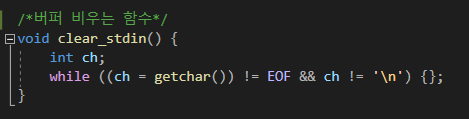 /*버퍼 비우는 함수*/
void clear_stdin() {
int ch;
while ((ch = getchar()) != EOF && ch != '\n') {};
}